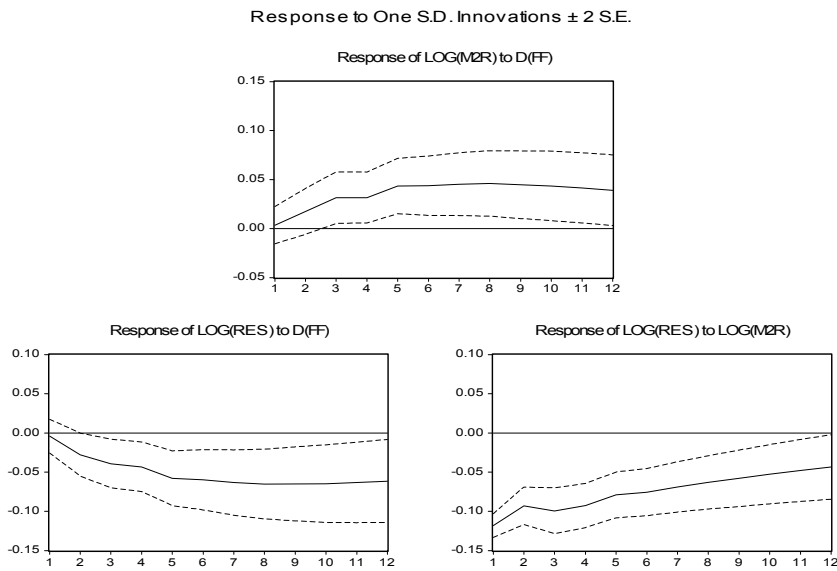 Response to One S.D. Innovations ± 2 S.E.
Response of LOG(M2R) to D(FF)
0.15
0.10
0.05
0.00
-0.05
1 2 3 4 5 6 7 8 9 10 11 12
Response of LOG(RES) to D(FF)
0.10
0.05
0.00
-0.05
-0.10
-0.15
1 2 3 4 5 6 7 8 9 10 11 12
Response of LOG(RES) to LOG(M2R)
0.10
0.05
0.00
-0.05
-0.10
-0.15
1 2 3 4 5 6 7 8 9 10 11 12